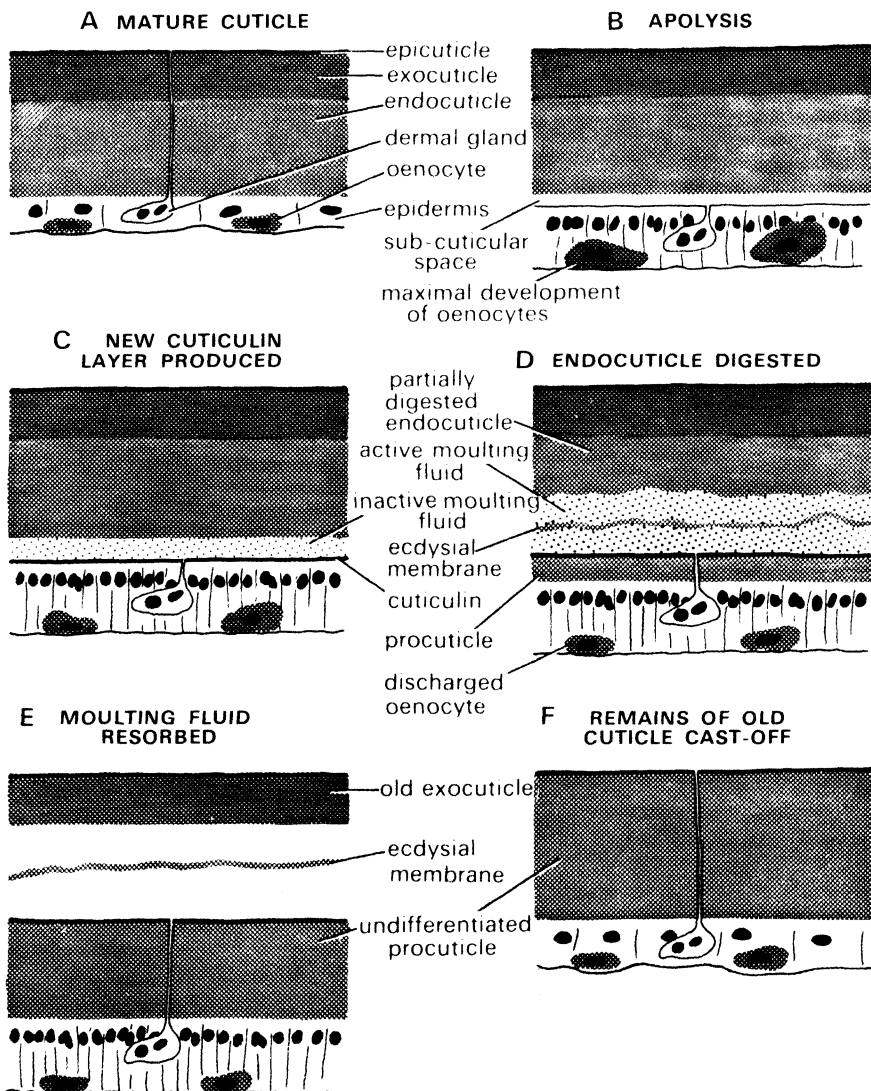 A MATURE CUTICLE
epicuticle
exocuticle
endocuticle
dermal gland
oenocyte
epidermis
sub-cuticular
space
maximal development
of oenocytes
B APOLYSIS
C NEW CUTICULIN
LAYER PRODUCED
D ENDOCUTICLE DIGESTED
partially
digested
endocuticle
active moulting
fluid
inactive moulting
fluid
ecdysial
membrane
cuticulin
procuticle
discharged
oenocyte
E MOULTING FLUID
RESORBED
F REMAINS OF OLD
CUTICLE CAST-OFF
old exocuticle
ecdysial
membrane
undifferentiated
procuticle